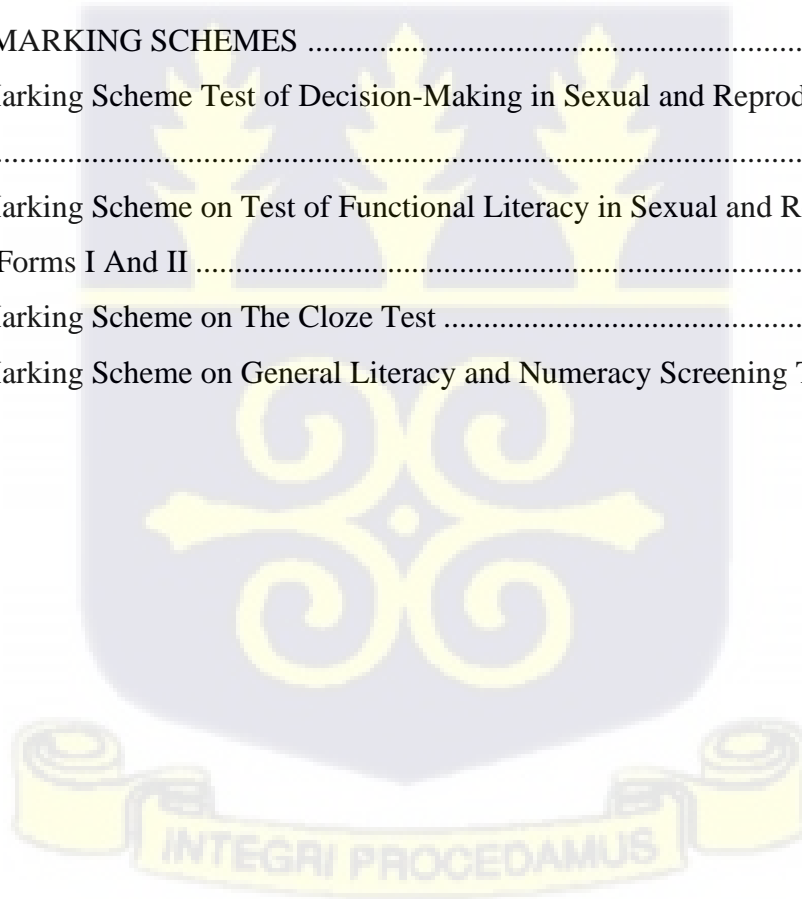 MARKING SCHEMES ..........................................................
arking Scheme Test of Decision-Making in Sexual and Reprod
.......................................................................................................
arking Scheme on Test of Functional Literacy in Sexual and R
Forms I And II ............................................................................
arking Scheme on The Cloze Test .............................................
arking Scheme on General Literacy and Numeracy Screening T
INTEGRI PROCEDAMUS